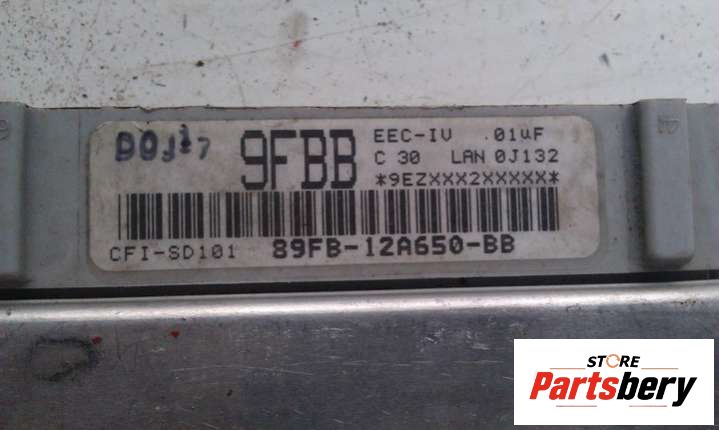 9FBB
EEC-IV .01uF
C 30 LAN 0J132
*9EZXXX2XXXXX*
CFI-SD101 89FB-12A650-BB
STORE
Partsbery